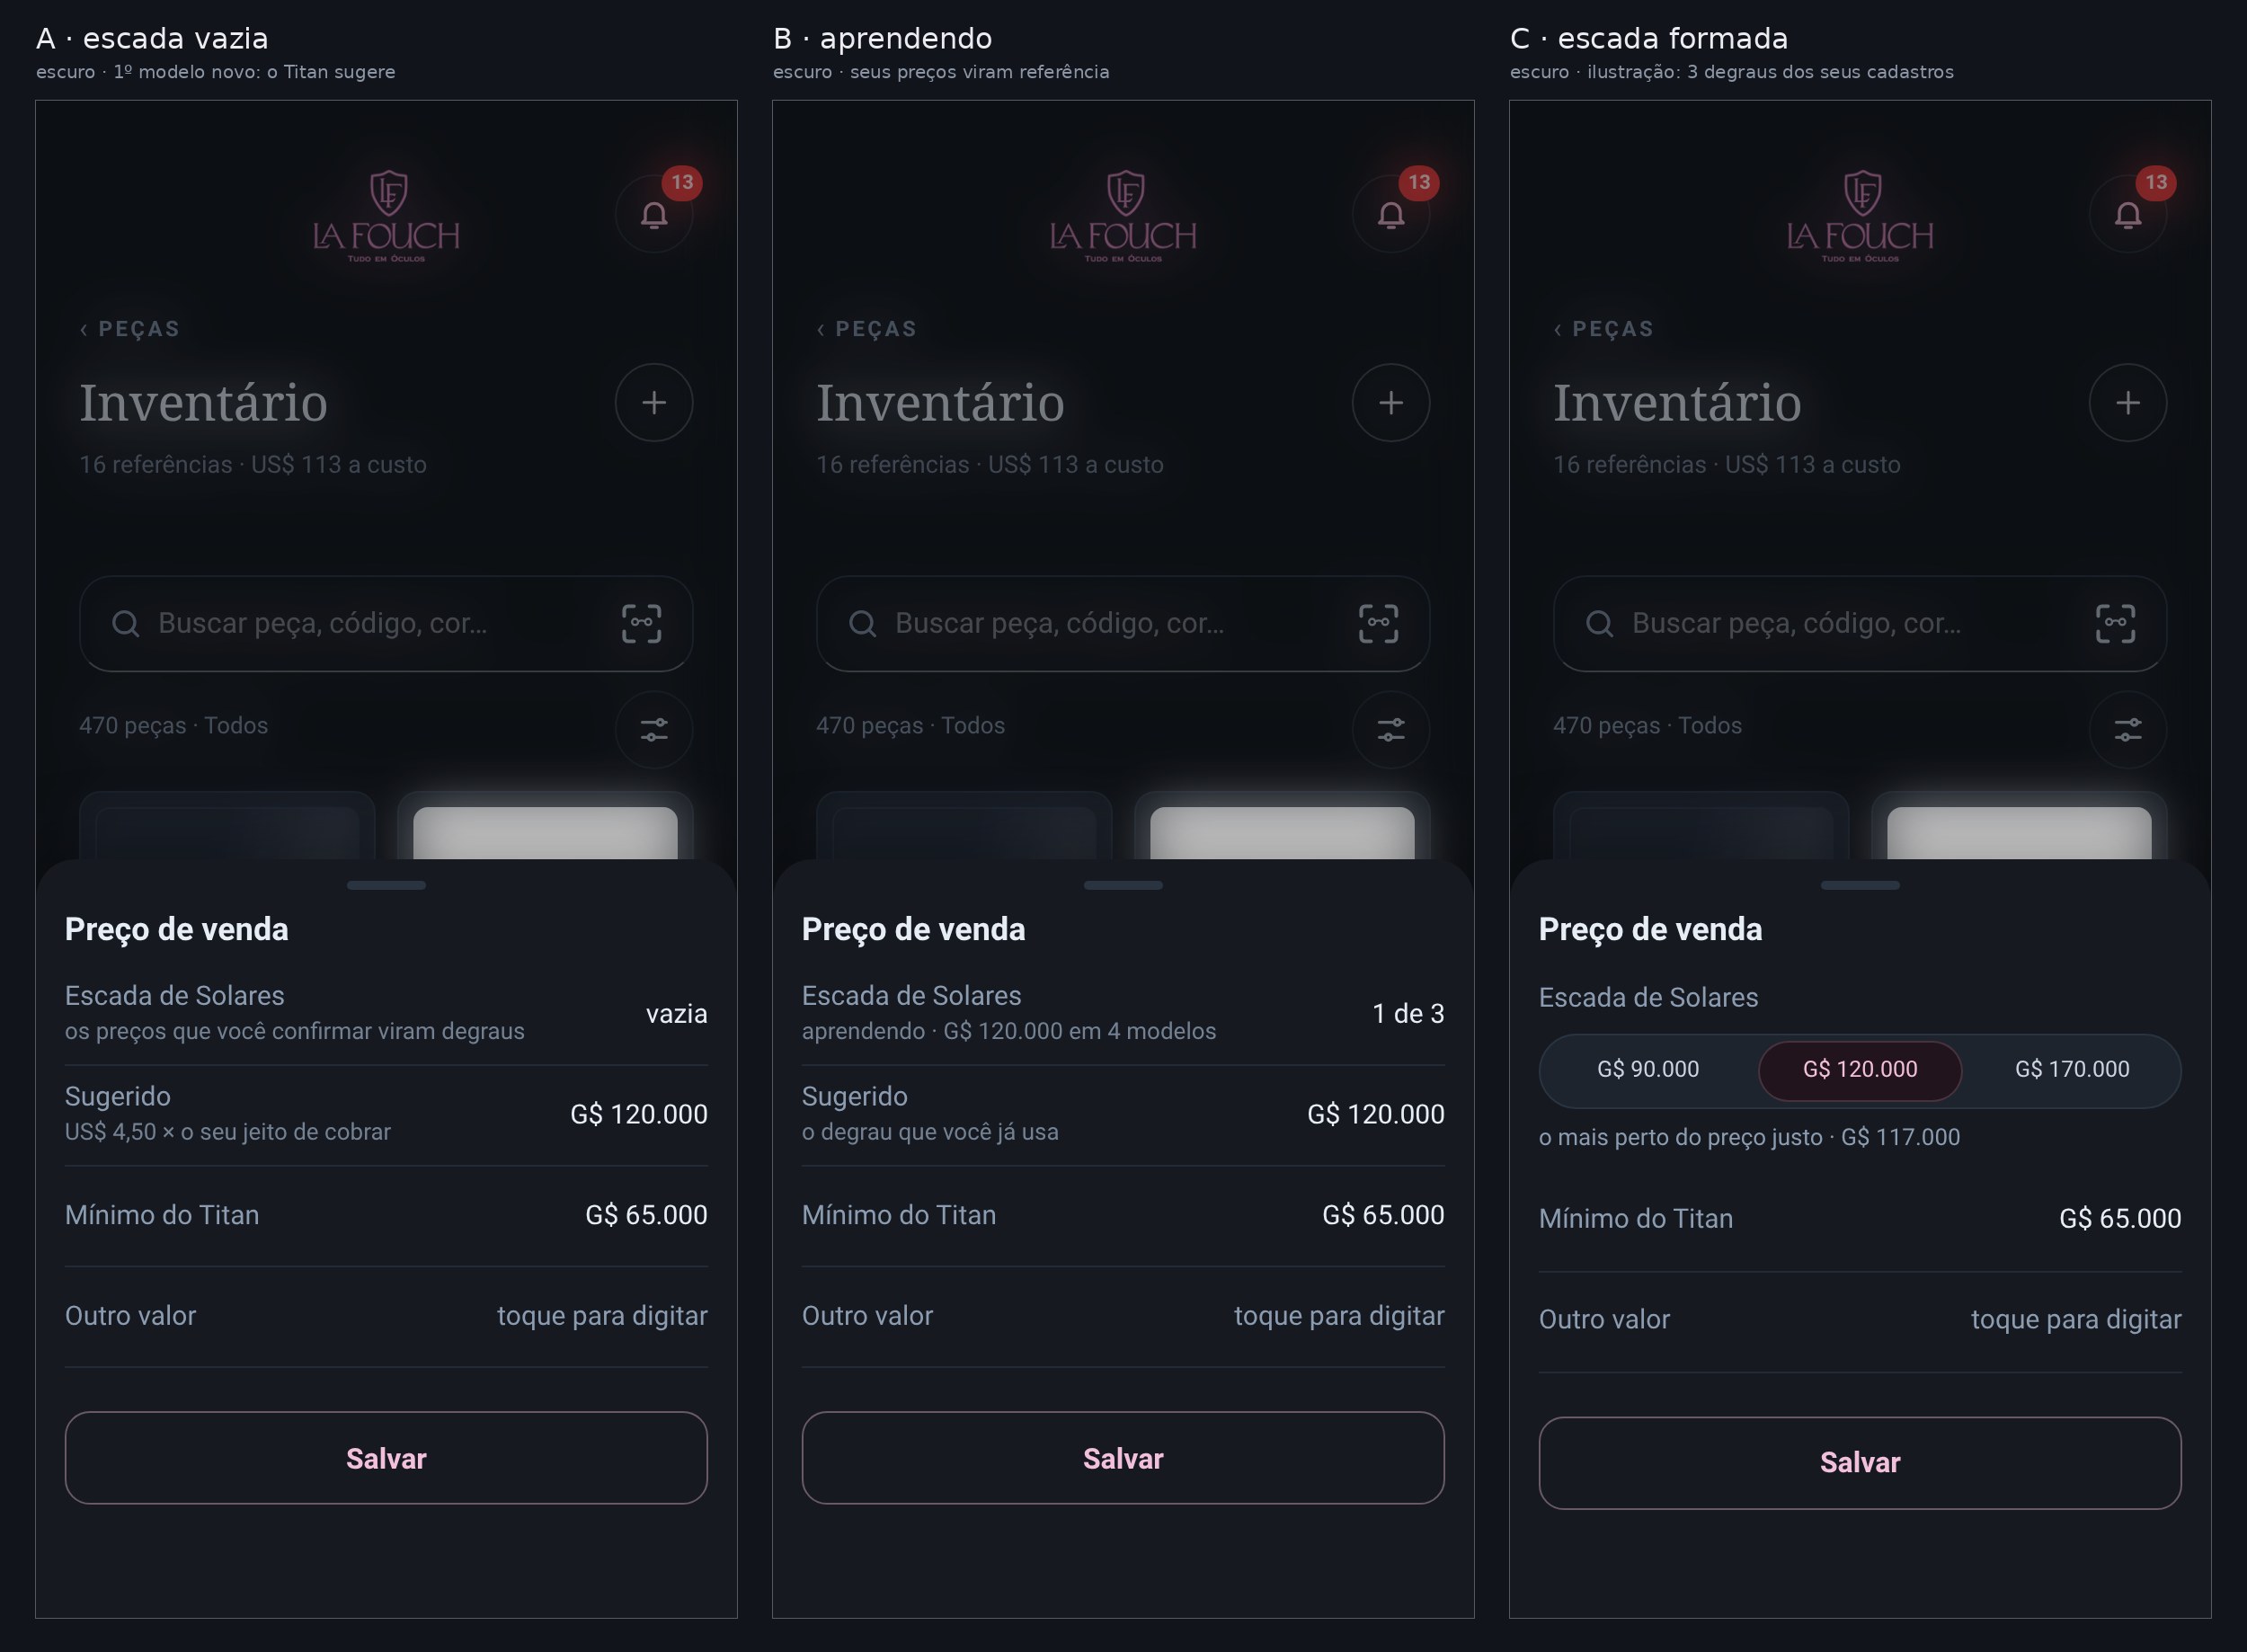 A · escada vazia
escuro · 1º modelo novo: o Titan sugere
13
LF
LA FOUCH
TUDO EM ÓCULOS
‹ PEÇAS
Inventário
+
16 referências · US$ 113 a custo
Buscar peça, código, cor...
470 peças · Todos
Preço de venda
Escada de Solares
os preços que você confirmar viram degraus
vazia
Sugerido
US$ 4,50 × o seu jeito de cobrar
G$ 120.000
Mínimo do Titan
G$ 65.000
Outro valor
toque para digitar
Salvar
B · aprendendo
escuro · seus preços viram referência
13
LF
LA FOUCH
TUDO EM ÓCULOS
‹ PEÇAS
Inventário
+
16 referências · US$ 113 a custo
Buscar peça, código, cor...
470 peças · Todos
Preço de venda
Escada de Solares
aprendendo · G$ 120.000 em 4 modelos
1 de 3
Sugerido
o degrau que você já usa
G$ 120.000
Mínimo do Titan
G$ 65.000
Outro valor
toque para digitar
Salvar
C · escada formada
escuro · ilustração: 3 degraus dos seus cadastros
13
LF
LA FOUCH
TUDO EM ÓCULOS
‹ PEÇAS
Inventário
+
16 referências · US$ 113 a custo
Buscar peça, código, cor...
470 peças · Todos
Preço de venda
Escada de Solares
G$ 90.000
G$ 120.000
G$ 170.000
o mais perto do preço justo · G$ 117.000
Mínimo do Titan
G$ 65.000
Outro valor
toque para digitar
Salvar